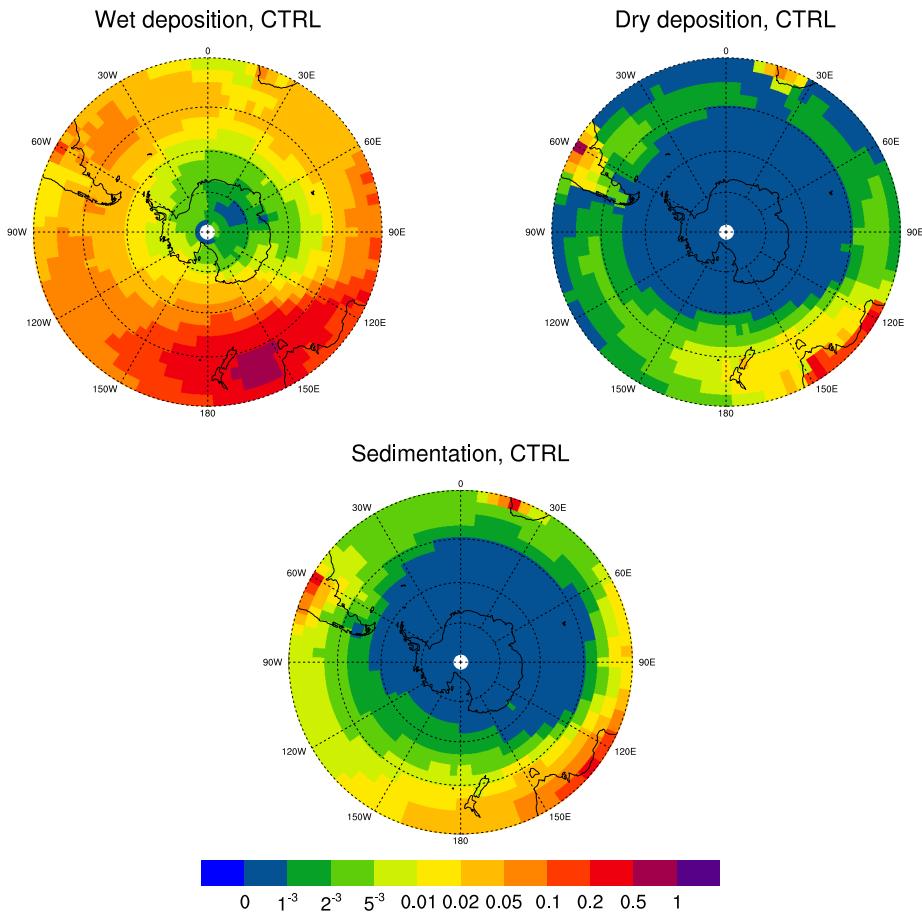 Wet deposition, CTRL
0
30W
30E
60W
60E
90W
90E
120W
120E
150W
150E
180
Dry deposition, CTRL
0
30W
30E
60W
60E
90W
90E
120W
120E
150W
150E
180
Sedimentation, CTRL
0
30W
30E
60W
60E
90W
90E
120W
120E
150W
150E
180
0 1⁻³ 2⁻³ 5⁻³ 0.01 0.02 0.05 0.1 0.2 0.5 1